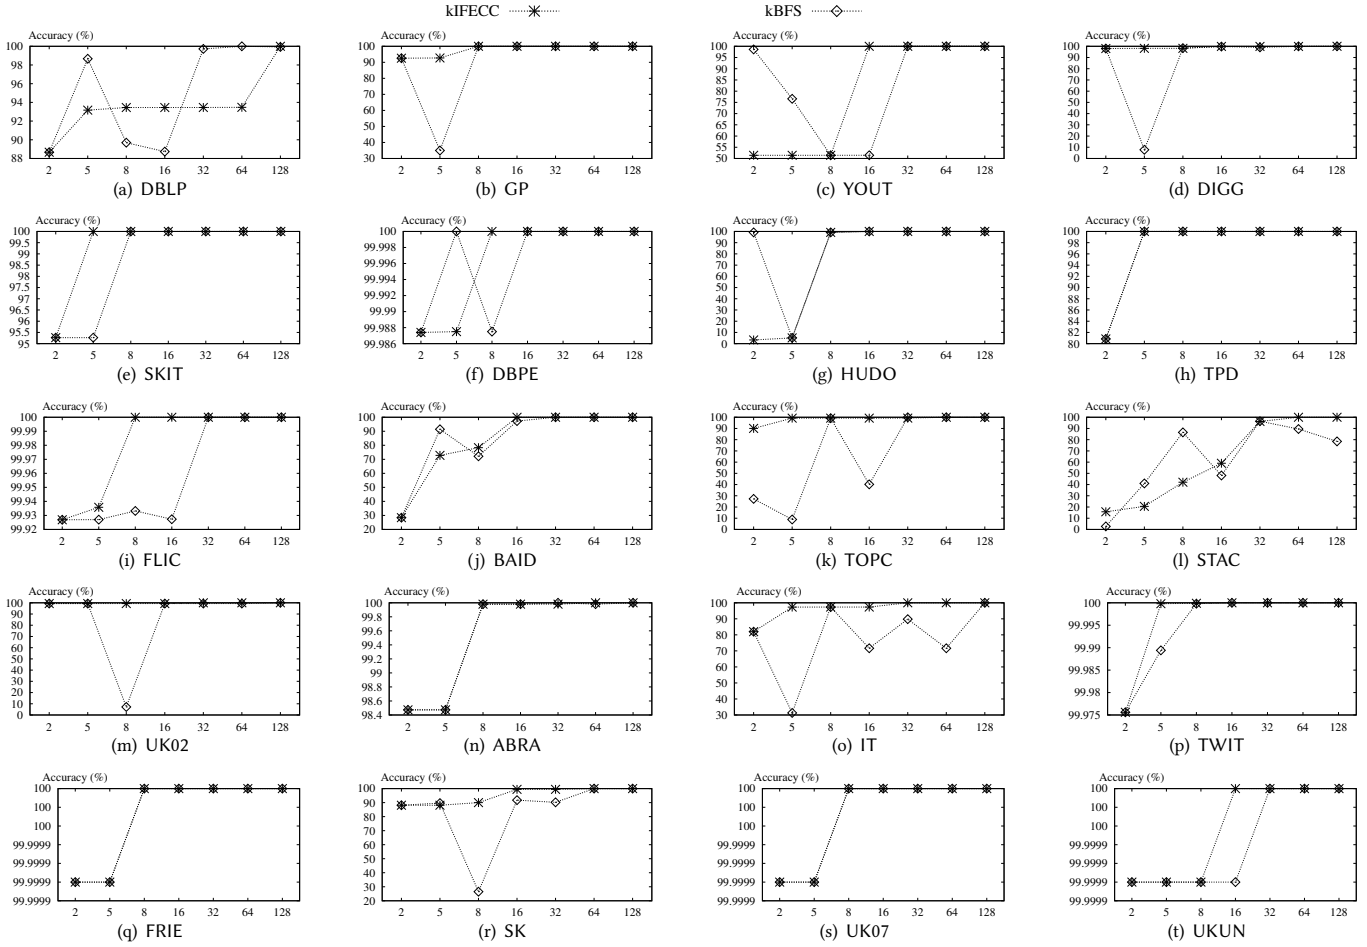 kIFECC kBFS
Accuracy (%)
100
98
96
94
92
90
88
2 5 8 16 32 64 128
(a) DBLP
Accuracy (%)
100
90
80
70
60
50
40
30
2 5 8 16 32 64 128
(b) GP
Accuracy (%)
100
95
90
85
80
75
70
65
60
55
50
2 5 8 16 32 64 128
(c) YOUT
Accuracy (%)
100
90
80
70
60
50
40
30
20
10
0
2 5 8 16 32 64 128
(d) DIGG
Accuracy (%)
100
99.5
99
98.5
98
97.5
97
96.5
96
95.5
95
2 5 8 16 32 64 128
(e) SKIT
Accuracy (%)
100
99.998
99.996
99.994
99.992
99.99
99.988
99.986
2 5 8 16 32 64 128
(f) DBPE
Accuracy (%)
100
90
80
70
60
50
40
30
20
10
0
2 5 8 16 32 64 128
(g) HUDO
Accuracy (%)
100
98
96
94
92
90
88
86
84
82
80
2 5 8 16 32 64 128
(h) TPD
Accuracy (%)
100
99.99
99.98
99.97
99.96
99.95
99.94
99.93
99.92
2 5 8 16 32 64 128
(i) FLIC
Accuracy (%)
100
90
80
70
60
50
40
30
20
2 5 8 16 32 64 128
(j) BAID
Accuracy (%)
100
90
80
70
60
50
40
30
20
10
0
2 5 8 16 32 64 128
(k) TOPC
Accuracy (%)
100
90
80
70
60
50
40
30
20
10
0
2 5 8 16 32 64 128
(l) STAC
Accuracy (%)
100
90
80
70
60
50
40
30
20
10
0
2 5 8 16 32 64 128
(m) UK02
Accuracy (%)
100
99.8
99.6
99.4
99.2
99
98.8
98.6
98.4
2 5 8 16 32 64 128
(n) ABRA
Accuracy (%)
100
90
80
70
60
50
40
30
2 5 8 16 32 64 128
(o) IT
Accuracy (%)
100
99.995
99.99
99.985
99.98
99.975
2 5 8 16 32 64 128
(p) TWIT
Accuracy (%)
100
100
100
99.9999
99.9999
99.9999
99.9999
2 5 8 16 32 64 128
(q) FRIE
Accuracy (%)
100
90
80
70
60
50
40
30
20
2 5 8 16 32 64 128
(r) SK
Accuracy (%)
100
100
100
99.9999
99.9999
99.9999
99.9999
2 5 8 16 32 64 128
(s) UK07
Accuracy (%)
100
100
100
99.9999
99.9999
99.9999
99.9999
2 5 8 16 32 64 128
(t) UKUN